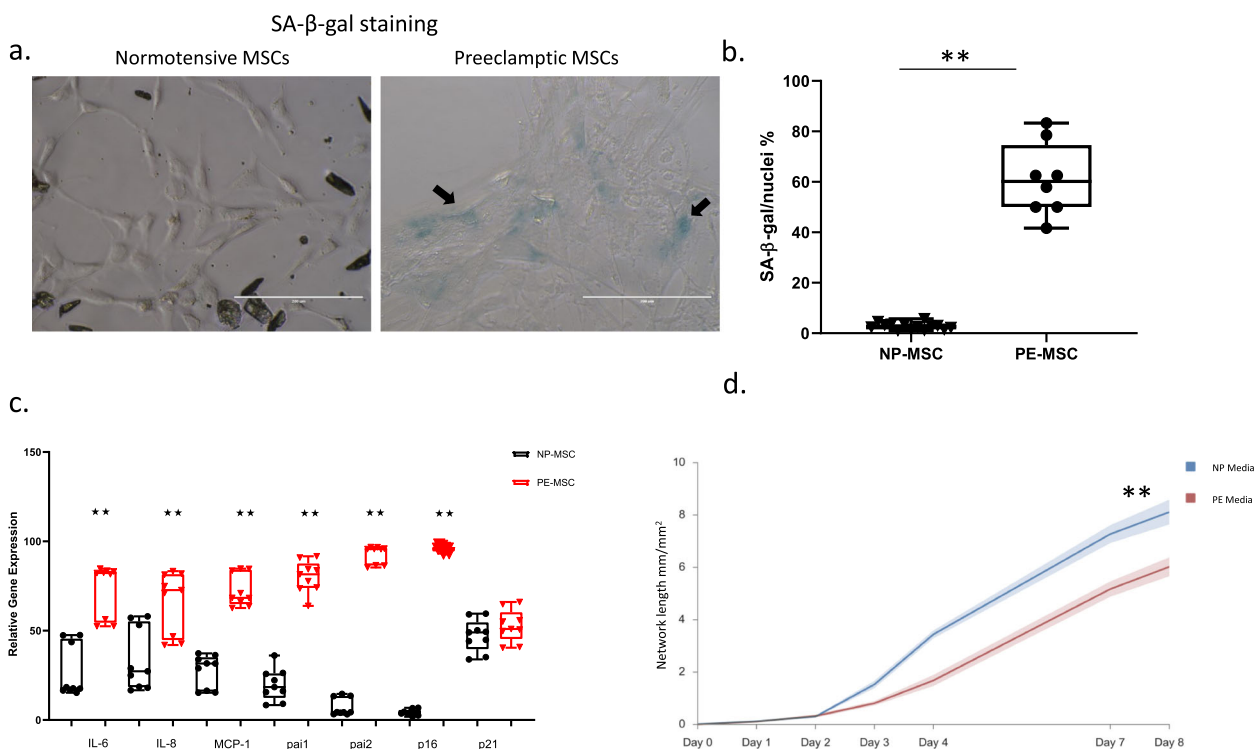 SA-β-gal staining
a.
Normotensive MSCs
Preeclamptic MSCs
b.
**
SA-β-gal/nuclei %
100
80
60
40
20
0
NP-MSC
PE-MSC
c.
Relative Gene Expression
150
100
50
0
NP-MSC
PE-MSC
★★ ★★ ★★ ★★ ★★ ★★
IL-6 IL-8 MCP-1 pai1 pai2 p16 p21
d.
Network length mm/mm²
10
8
6
4
2
0
**
NP Media
PE Media
Day 0 Day 1 Day 2 Day 3 Day 4 Day 7 Day 8